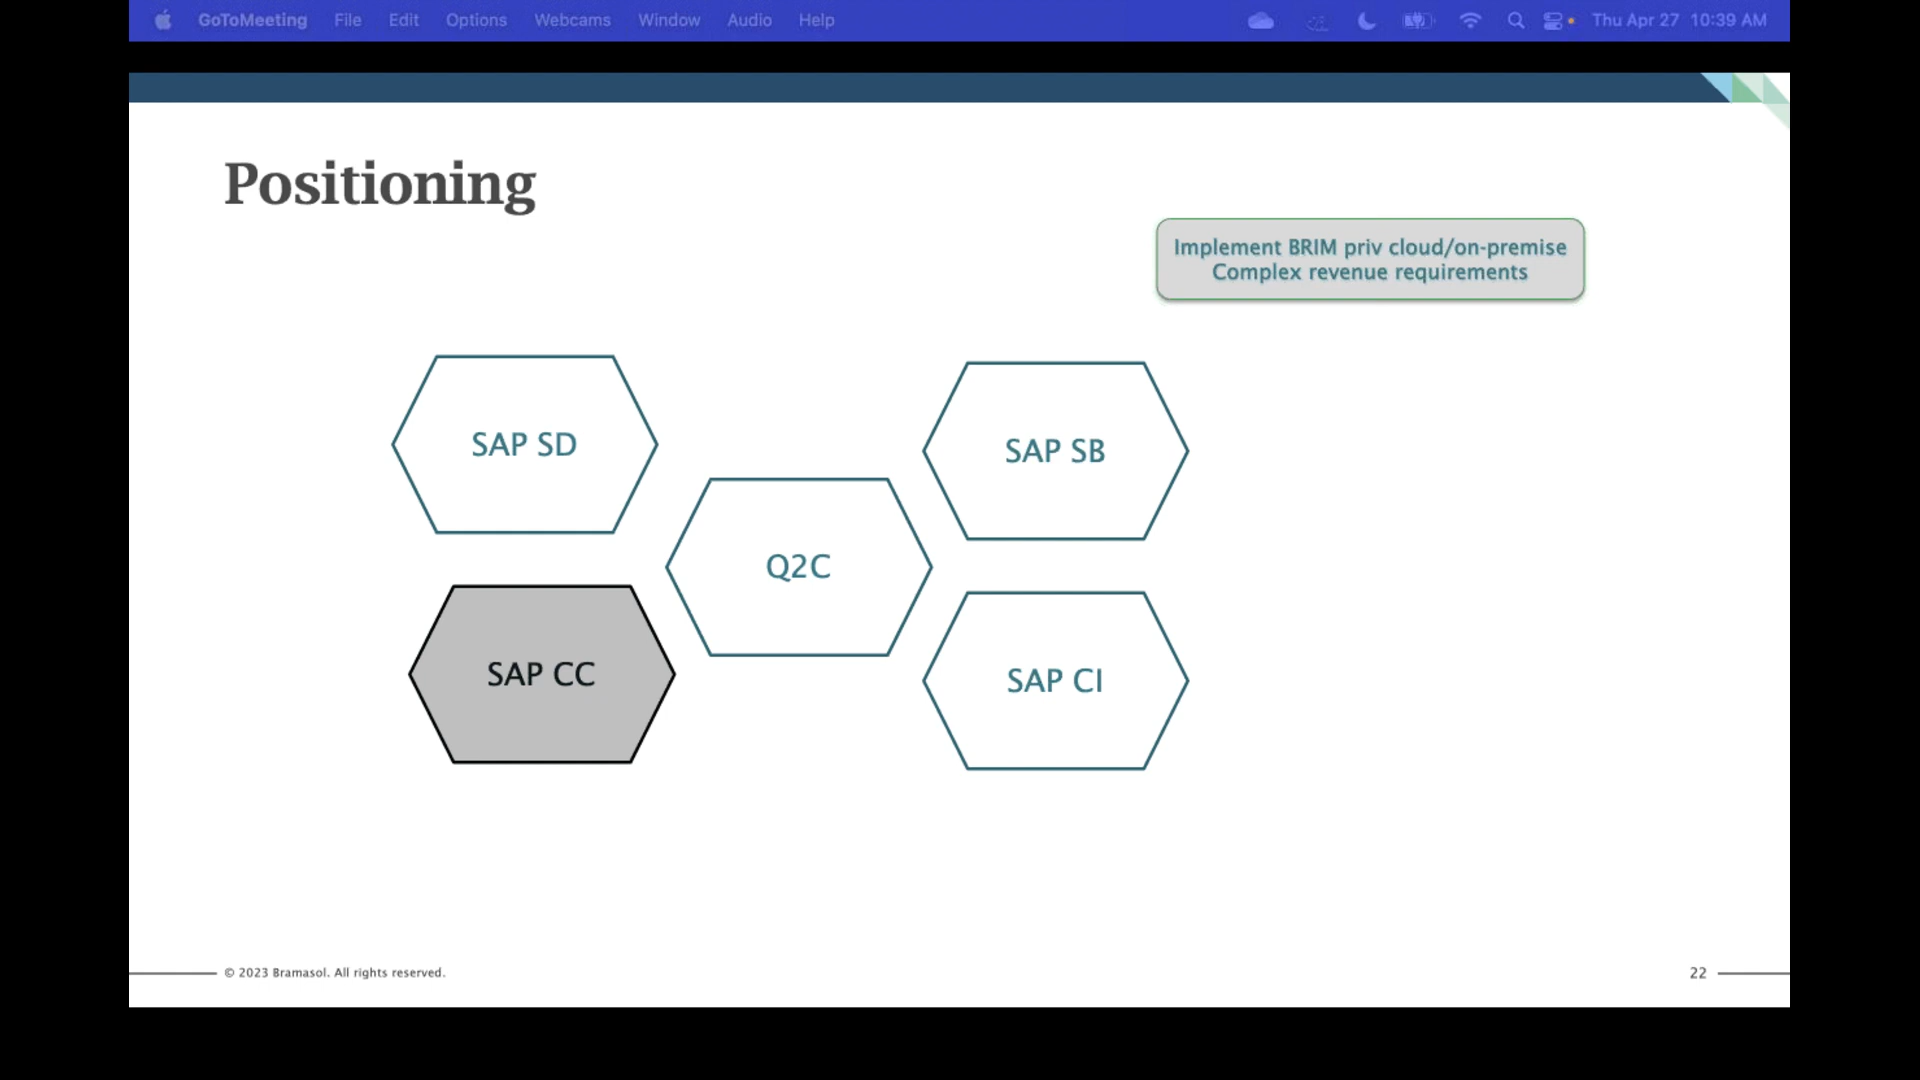 GoToMeeting File Edit Options Webcams Window Audio Help Thu Apr 27 10:39 AM
Positioning
Implement BRIM priv cloud/on-premise
Complex revenue requirements
SAP SD
SAP SB
Q2C
SAP CC
SAP CI
© 2023 Bramasol. All rights reserved.
22